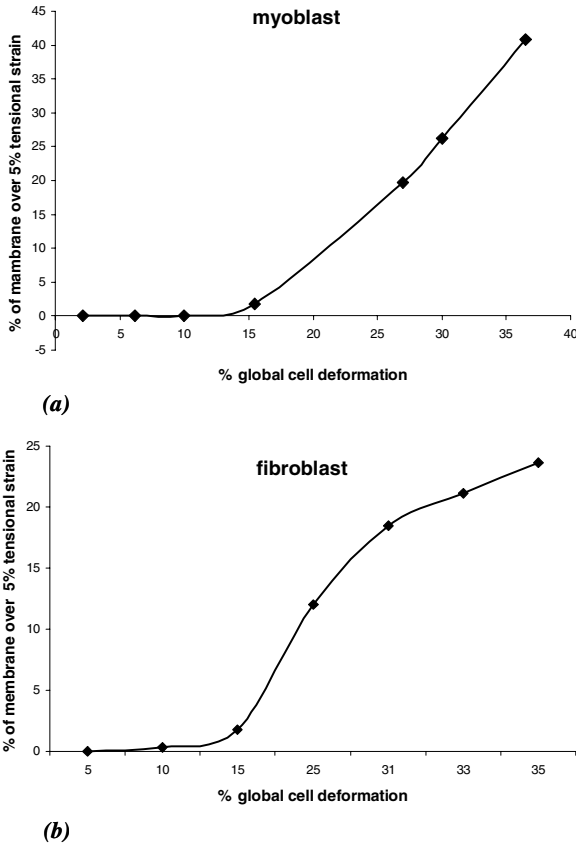 myoblast
% of mambrane over 5% tensional strain
45
40
35
30
25
20
15
10
5
0
-5
0 5 10 15 20 25 30 35 40
% global cell deformation
(a)
fibroblast
% of membrane over 5% tensional strain
25
20
15
10
5
0
5 10 15 25 31 33 35
% global cell deformation
(b)